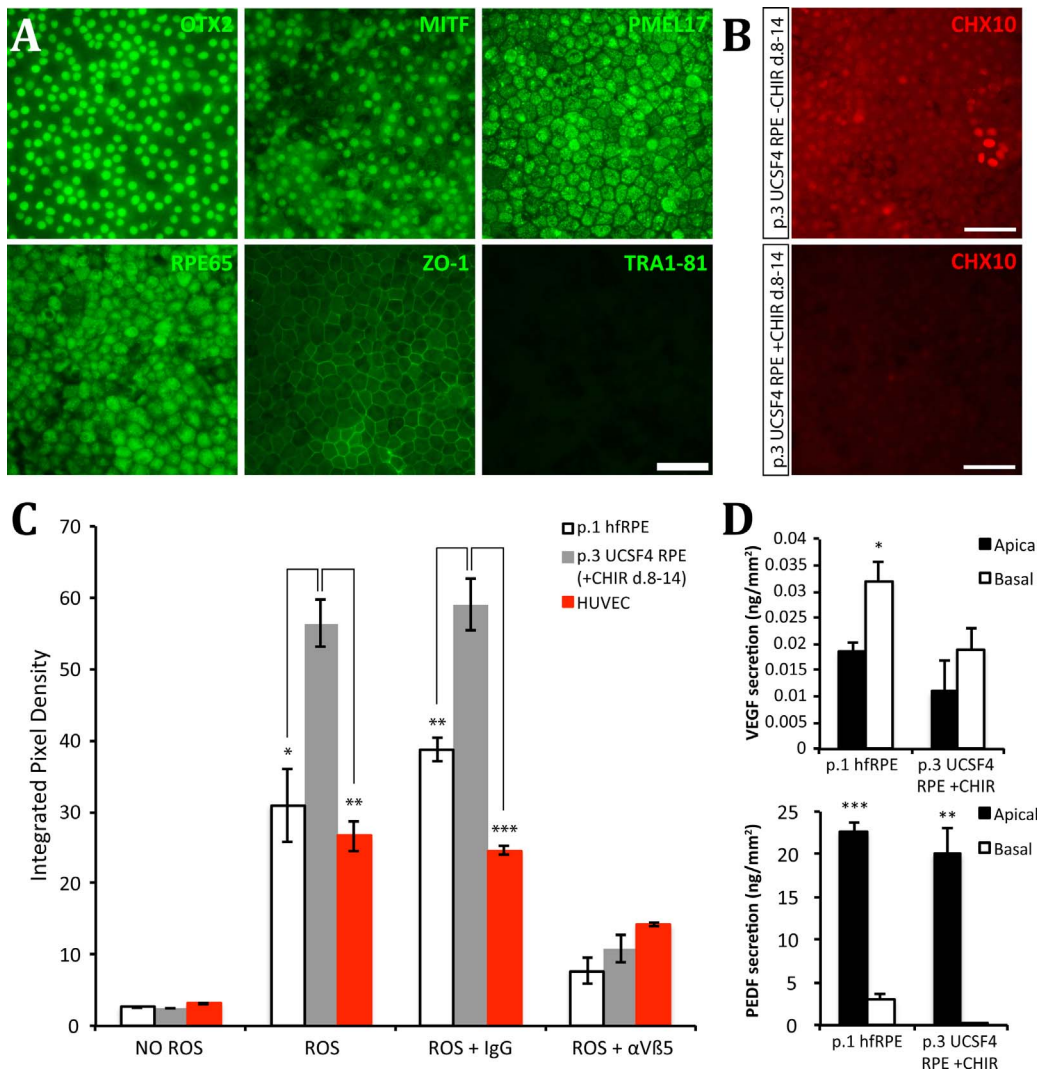 A
OTX2
MITF
PMEL17
RPE65
ZO-1
TRA1-81
B
p.3 UCSF4 RPE -CHIR d.8-14
CHX10
p.3 UCSF4 RPE +CHIR d.8-14
CHX10
C
Integrated Pixel Density
70
60
50
40
30
20
10
0
p.1 hfRPE
p.3 UCSF4 RPE
(+CHIR d.8-14)
HUVEC
*
**
**
***
NO ROS
ROS
ROS + IgG
ROS + αVß5
D
VEGF secretion (ng/mm²)
0.04
0.035
0.03
0.025
0.02
0.015
0.01
0.005
0
*
Apical
Basal
p.1 hfRPE
p.3 UCSF4
RPE +CHIR
PEDF secretion (ng/mm²)
25
20
15
10
5
0
***
**
Apical
Basal
p.1 hfRPE
p.3 UCSF4
RPE +CHIR